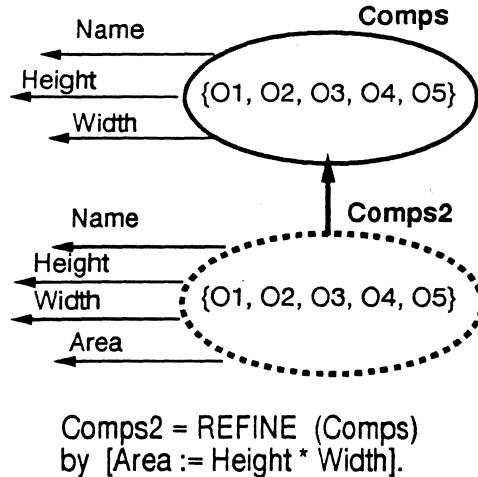 Comps
Name
Height
{O1, O2, O3, O4, O5}
Width
Comps2
Name
Height
Width
{O1, O2, O3, O4, O5}
Area
Comps2 = REFINE (Comps)
by [Area := Height * Width].